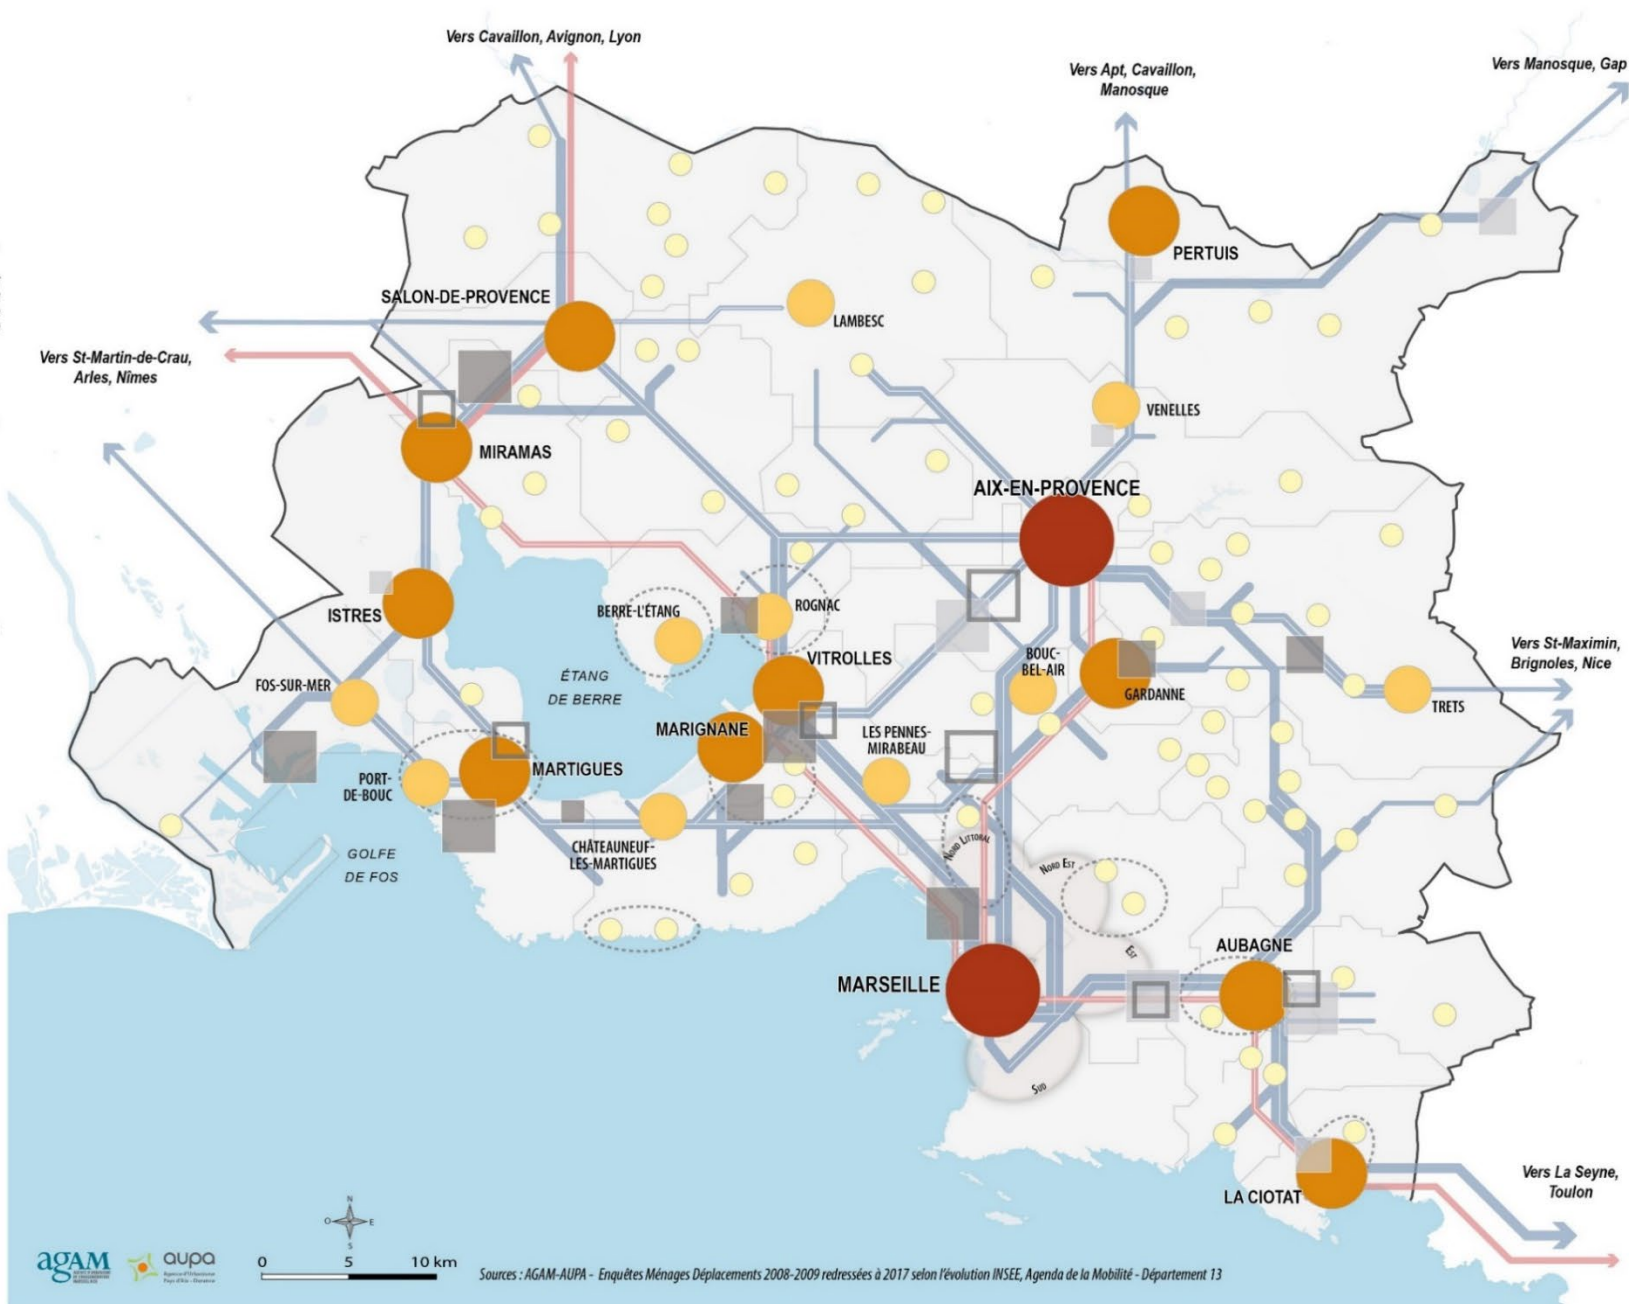 Vers Cavaillon, Avignon, Lyon
Vers Apt, Cavaillon,
Manosque
Vers Manosque, Gap
PERTUIS
SALON-DE-PROVENCE
LAMBESC
Vers St-Martin-de-Crau,
Arles, Nîmes
VENELLES
MIRAMAS
AIX-EN-PROVENCE
ISTRES
BERRE-L'ÉTANG
ROGNAC
VITROLLES
BOUC-
BEL-AIR
Vers St-Maximin,
Brignoles, Nice
FOS-SUR-MER
ÉTANG
DE BERRE
GARDANNE
TRETS
MARIGNANE
LES PENNES-
MIRABEAU
MARTIGUES
PORT-
DE-BOUC
CHÂTEAUNEUF-
LES-MARTIGUES
GOLFE
DE FOS
NORD LITTORAL
NORD EST
EST
AUBAGNE
MARSEILLE
SUD
Vers La Seyne,
Toulon
LA CIOTAT
N
O
E
S
agAM
aupa
Agence d'Urbanisme
Pays d'Aix - Durance
0 5 10 km
Sources : AGAM-AUPA - Enquêtes Ménages Déplacements 2008-2009 redressées à 2017 selon l'évolution INSEE, Agenda de la Mobilité - Département 13